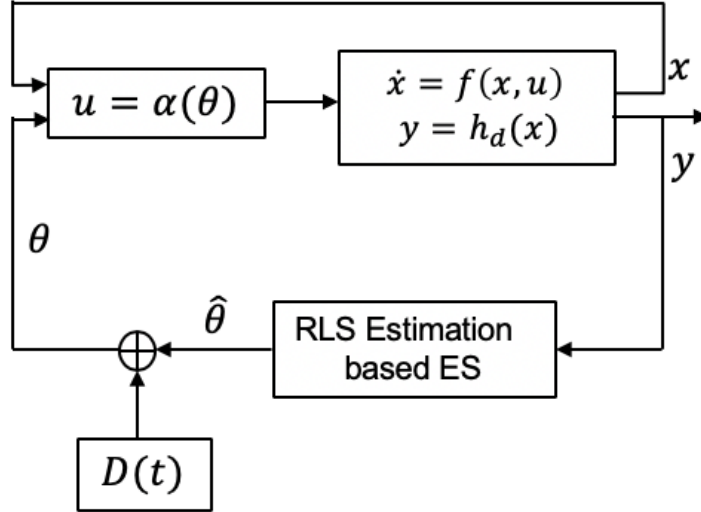 x
u = α(θ)
ẋ = f(x, u)
y = h_d(x)
y
θ
θ̂
RLS Estimation
based ES
D(t)